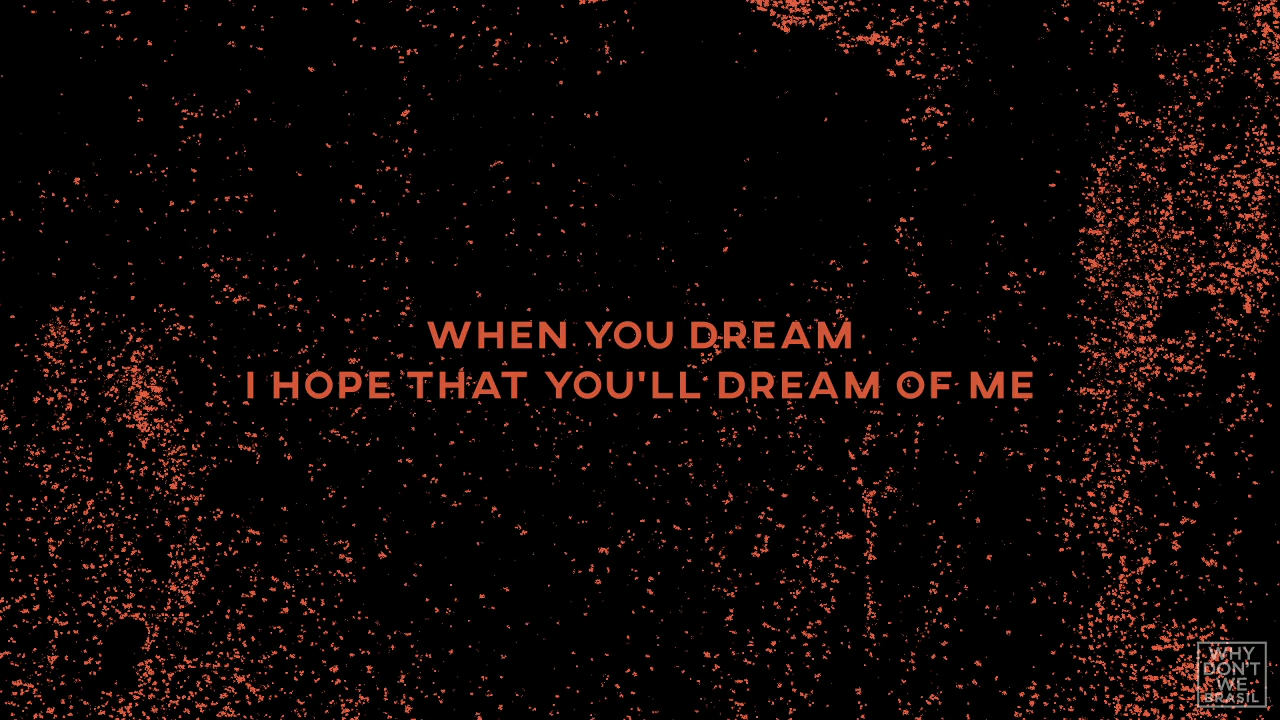 WHEN YOU DREAM
I HOPE THAT YOU'LL DREAM OF ME
WHY
DON'T
WE
BRASIL